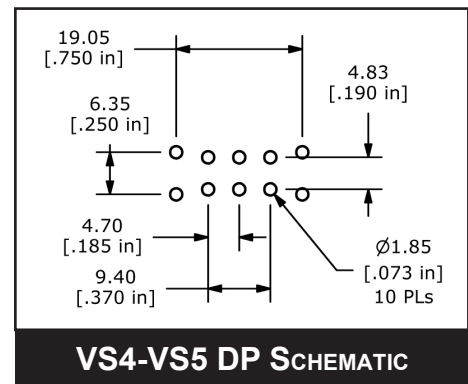 19.05
[.750 in]
4.83
[.190 in]
6.35
[.250 in]
4.70
[.185 in]
9.40
[.370 in]
Ø1.85
[.073 in]
10 PLs
VS4-VS5 DP SCHEMATIC